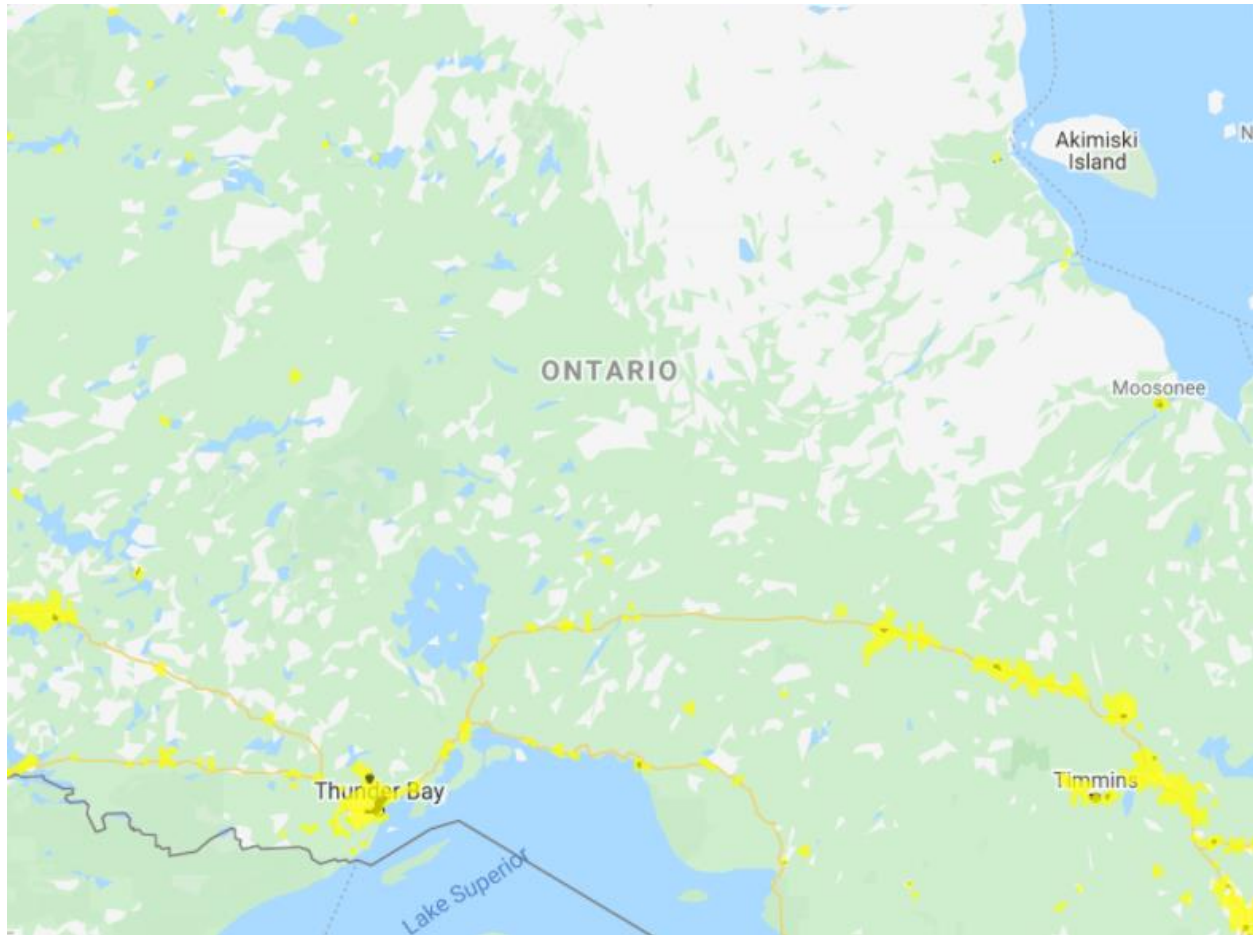 Akimiski
Island
N
ONTARIO
Moosonee
Thunder Bay
Timmins
Lake Superior